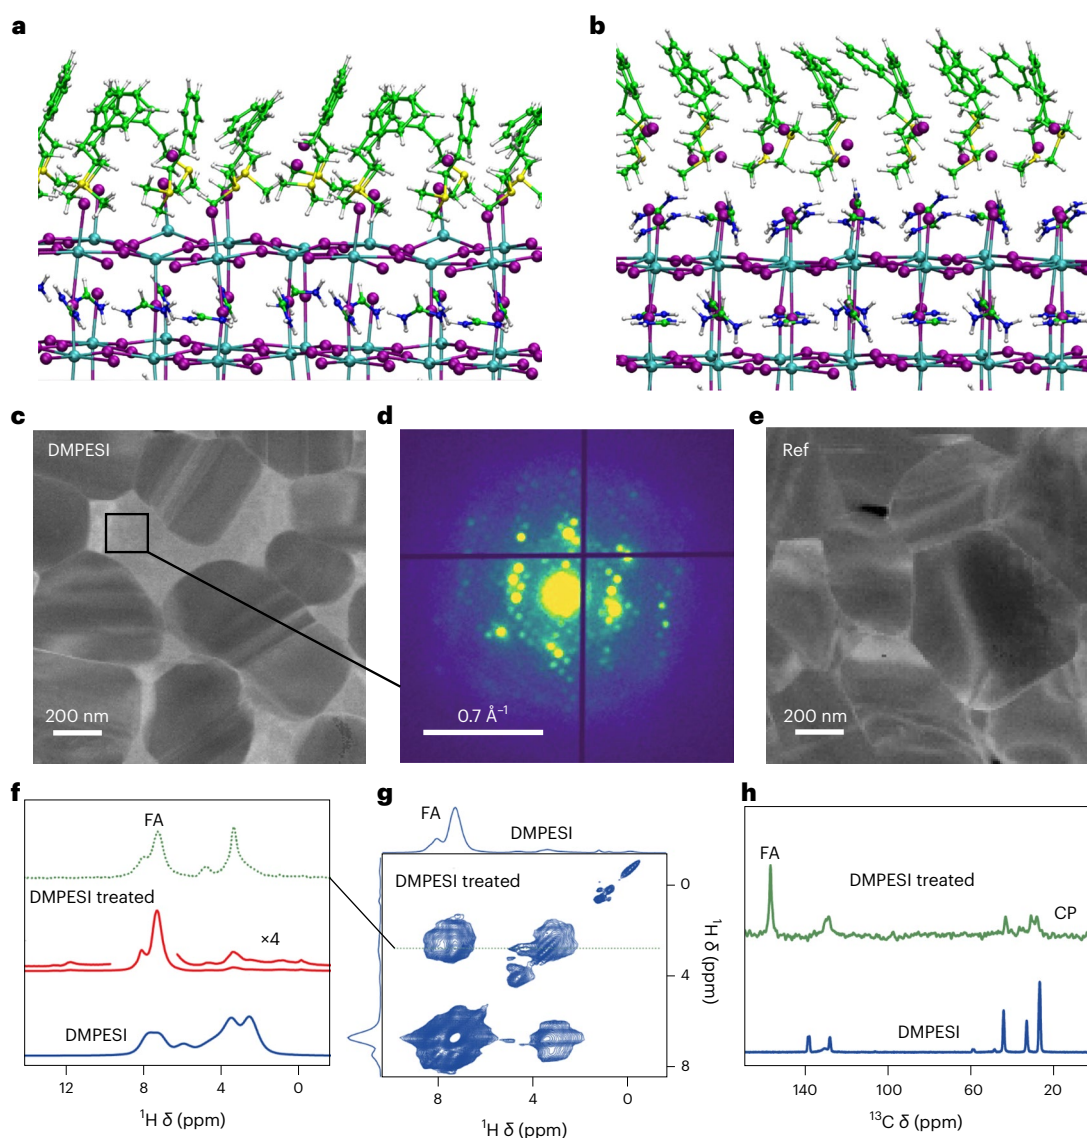 a
b
c
d
e
DMPESI
Ref
200 nm
0.7 Å⁻¹
200 nm
f
g
h
FA
DMPESI treated
×4
DMPESI
12
8
4
0
¹H δ (ppm)
FA
DMPESI
DMPESI treated
0
4
8
¹H δ (ppm)
8
4
0
¹H δ (ppm)
FA
DMPESI treated
CP
DMPESI
140
100
60
20
¹³C δ (ppm)